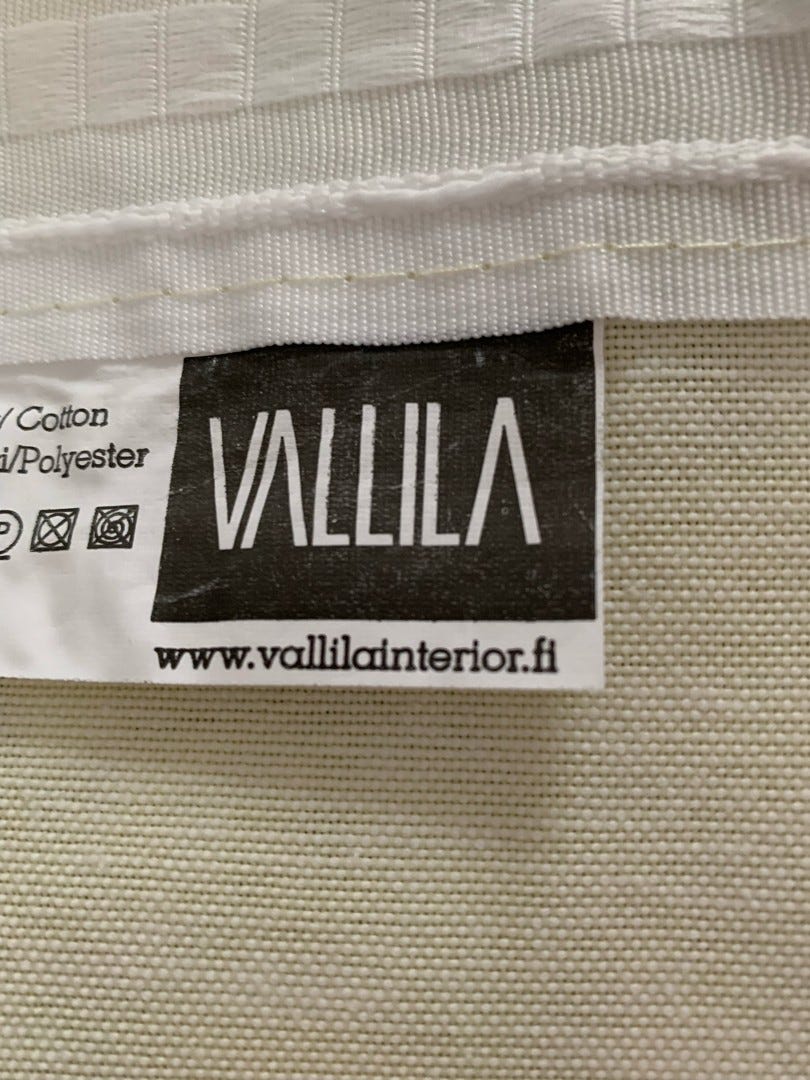 / Cotton
i/Polyester
P
VALLILA
www.vallilainterior.fi